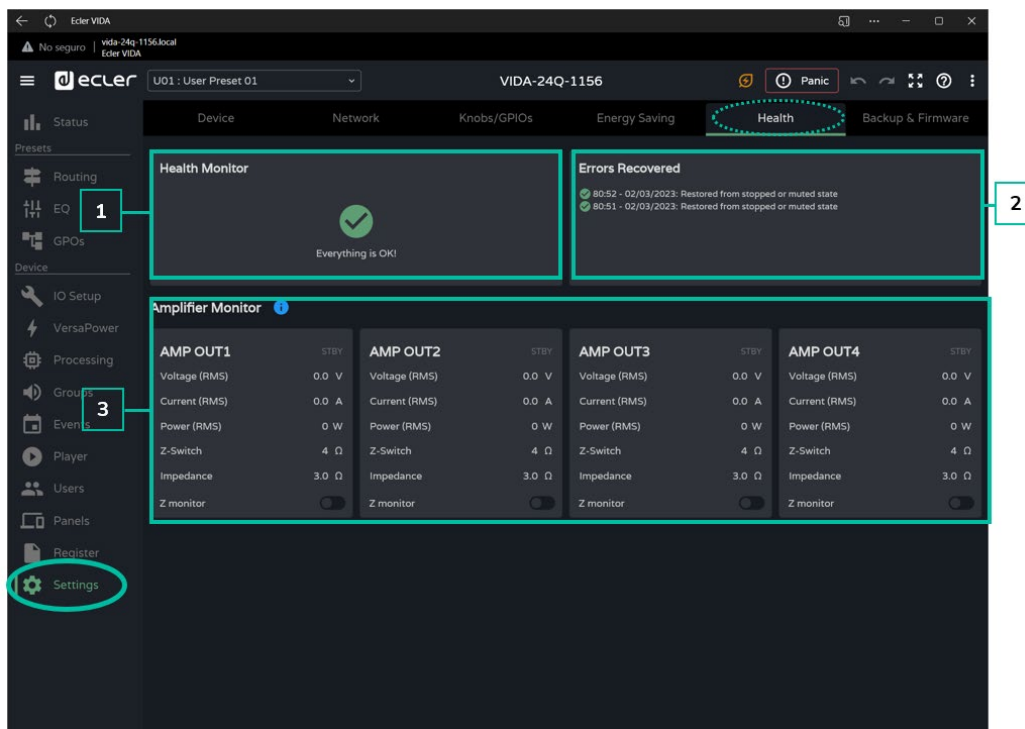 Ecler VIDA
No seguro | vida-24q-1156.local
Ecler VIDA
ecler
U01 : User Preset 01
VIDA-24Q-1156
Panic
Status
Presets
Routing
EQ
GPOs
Device
IO Setup
VersaPower
Processing
Groups
Events
Player
Users
Panels
Register
Settings
Device Network Knobs/GPIOs Energy Saving Health Backup & Firmware
1
Health Monitor
Everything is OK!
2
Errors Recovered
80:52 - 02/03/2023: Restored from stopped or muted state
80:51 - 02/03/2023: Restored from stopped or muted state
3
Amplifier Monitor
AMP OUT1 STBY
Voltage (RMS) 0.0 V
Current (RMS) 0.0 A
Power (RMS) 0 W
Z-Switch 4 Ω
Impedance 3.0 Ω
Z monitor
AMP OUT2 STBY
Voltage (RMS) 0.0 V
Current (RMS) 0.0 A
Power (RMS) 0 W
Z-Switch 4 Ω
Impedance 3.0 Ω
Z monitor
AMP OUT3 STBY
Voltage (RMS) 0.0 V
Current (RMS) 0.0 A
Power (RMS) 0 W
Z-Switch 4 Ω
Impedance 3.0 Ω
Z monitor
AMP OUT4 STBY
Voltage (RMS) 0.0 V
Current (RMS) 0.0 A
Power (RMS) 0 W
Z-Switch 4 Ω
Impedance 3.0 Ω
Z monitor